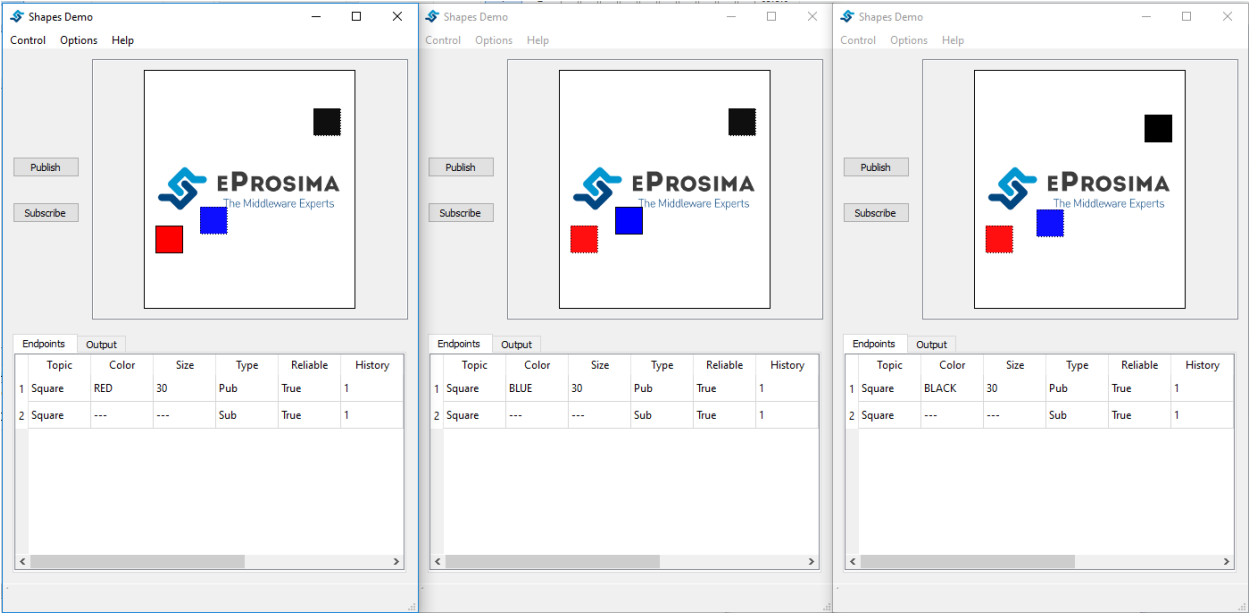 Shapes Demo
Control Options Help
Publish
Subscribe
EPROSIMA
The Middleware Experts
Endpoints Output
Topic Color Size Type Reliable History
1 Square RED 30 Pub True 1
2 Square --- --- Sub True 1
Shapes Demo
Control Options Help
Publish
Subscribe
EPROSIMA
The Middleware Experts
Endpoints Output
Topic Color Size Type Reliable History
1 Square BLUE 30 Pub True 1
2 Square --- --- Sub True 1
Shapes Demo
Control Options Help
Publish
Subscribe
EPROSIMA
The Middleware Experts
Endpoints Output
Topic Color Size Type Reliable History
1 Square BLACK 30 Pub True 1
2 Square --- --- Sub True 1